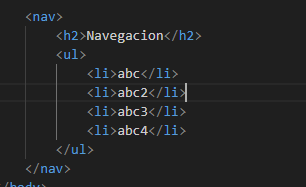 <nav>
<h2>Navegacion</h2>
<ul>
<li>abc</li>
<li>abc2</li>
<li>abc3</li>
<li>abc4</li>
</ul>
</nav>
</body>